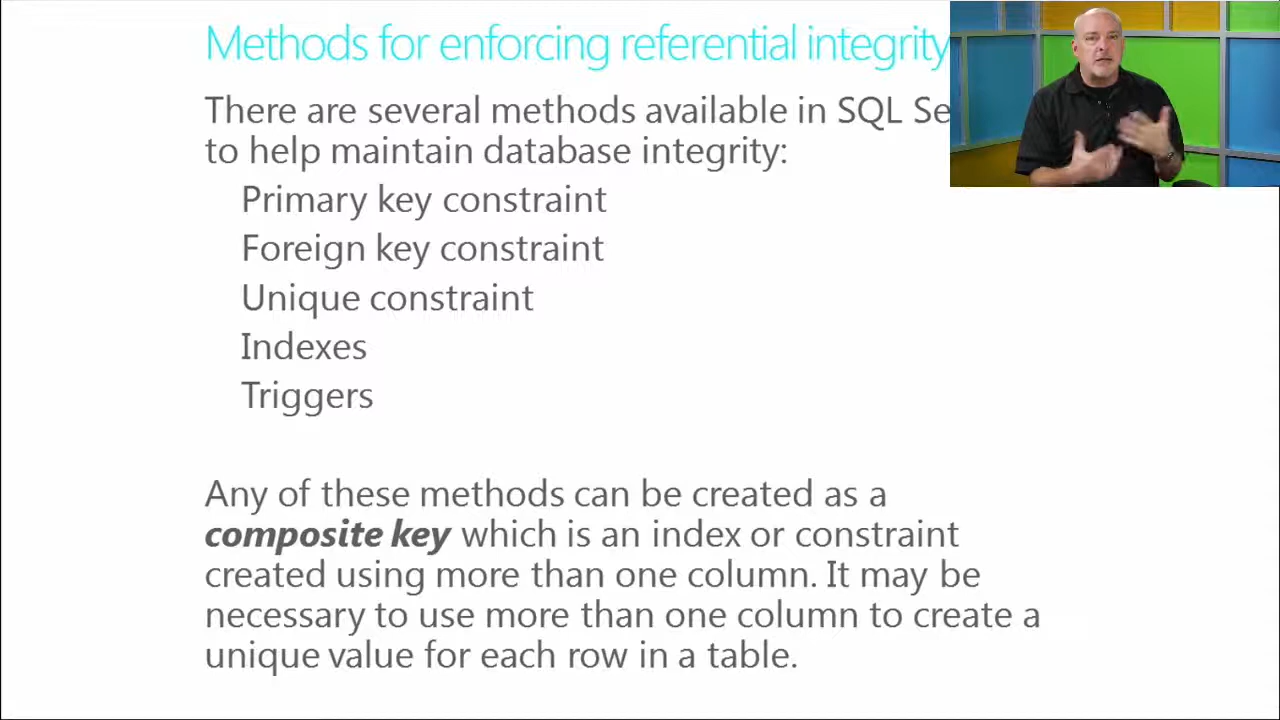 Methods for enforcing referential integrity
There are several methods available in SQL Se
to help maintain database integrity:
Primary key constraint
Foreign key constraint
Unique constraint
Indexes
Triggers
Any of these methods can be created as a
composite key which is an index or constraint
created using more than one column. It may be
necessary to use more than one column to create a
unique value for each row in a table.